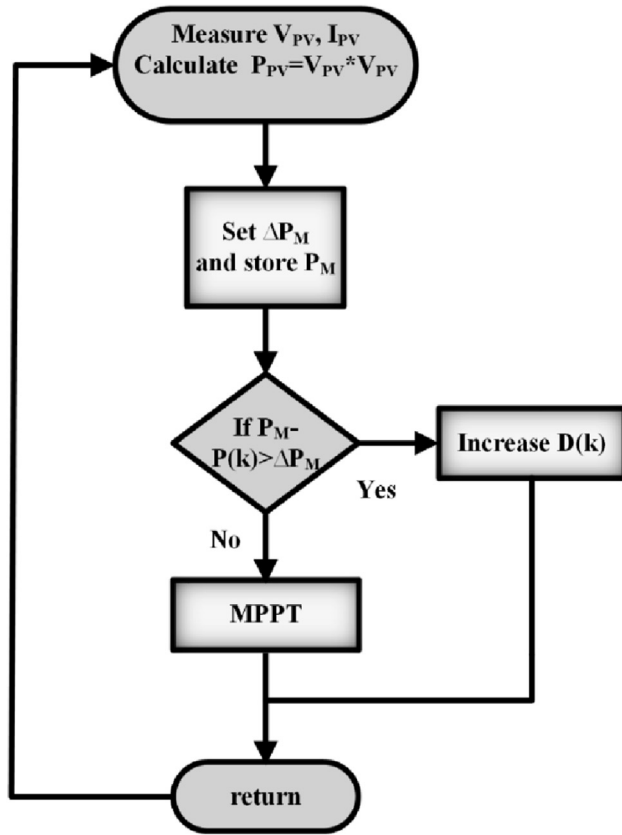 Measure V_PV, I_PV
Calculate P_PV=V_PV*V_PV
Set ΔP_M
and store P_M
If P_M-
P(k)>ΔP_M
Yes
Increase D(k)
No
MPPT
return